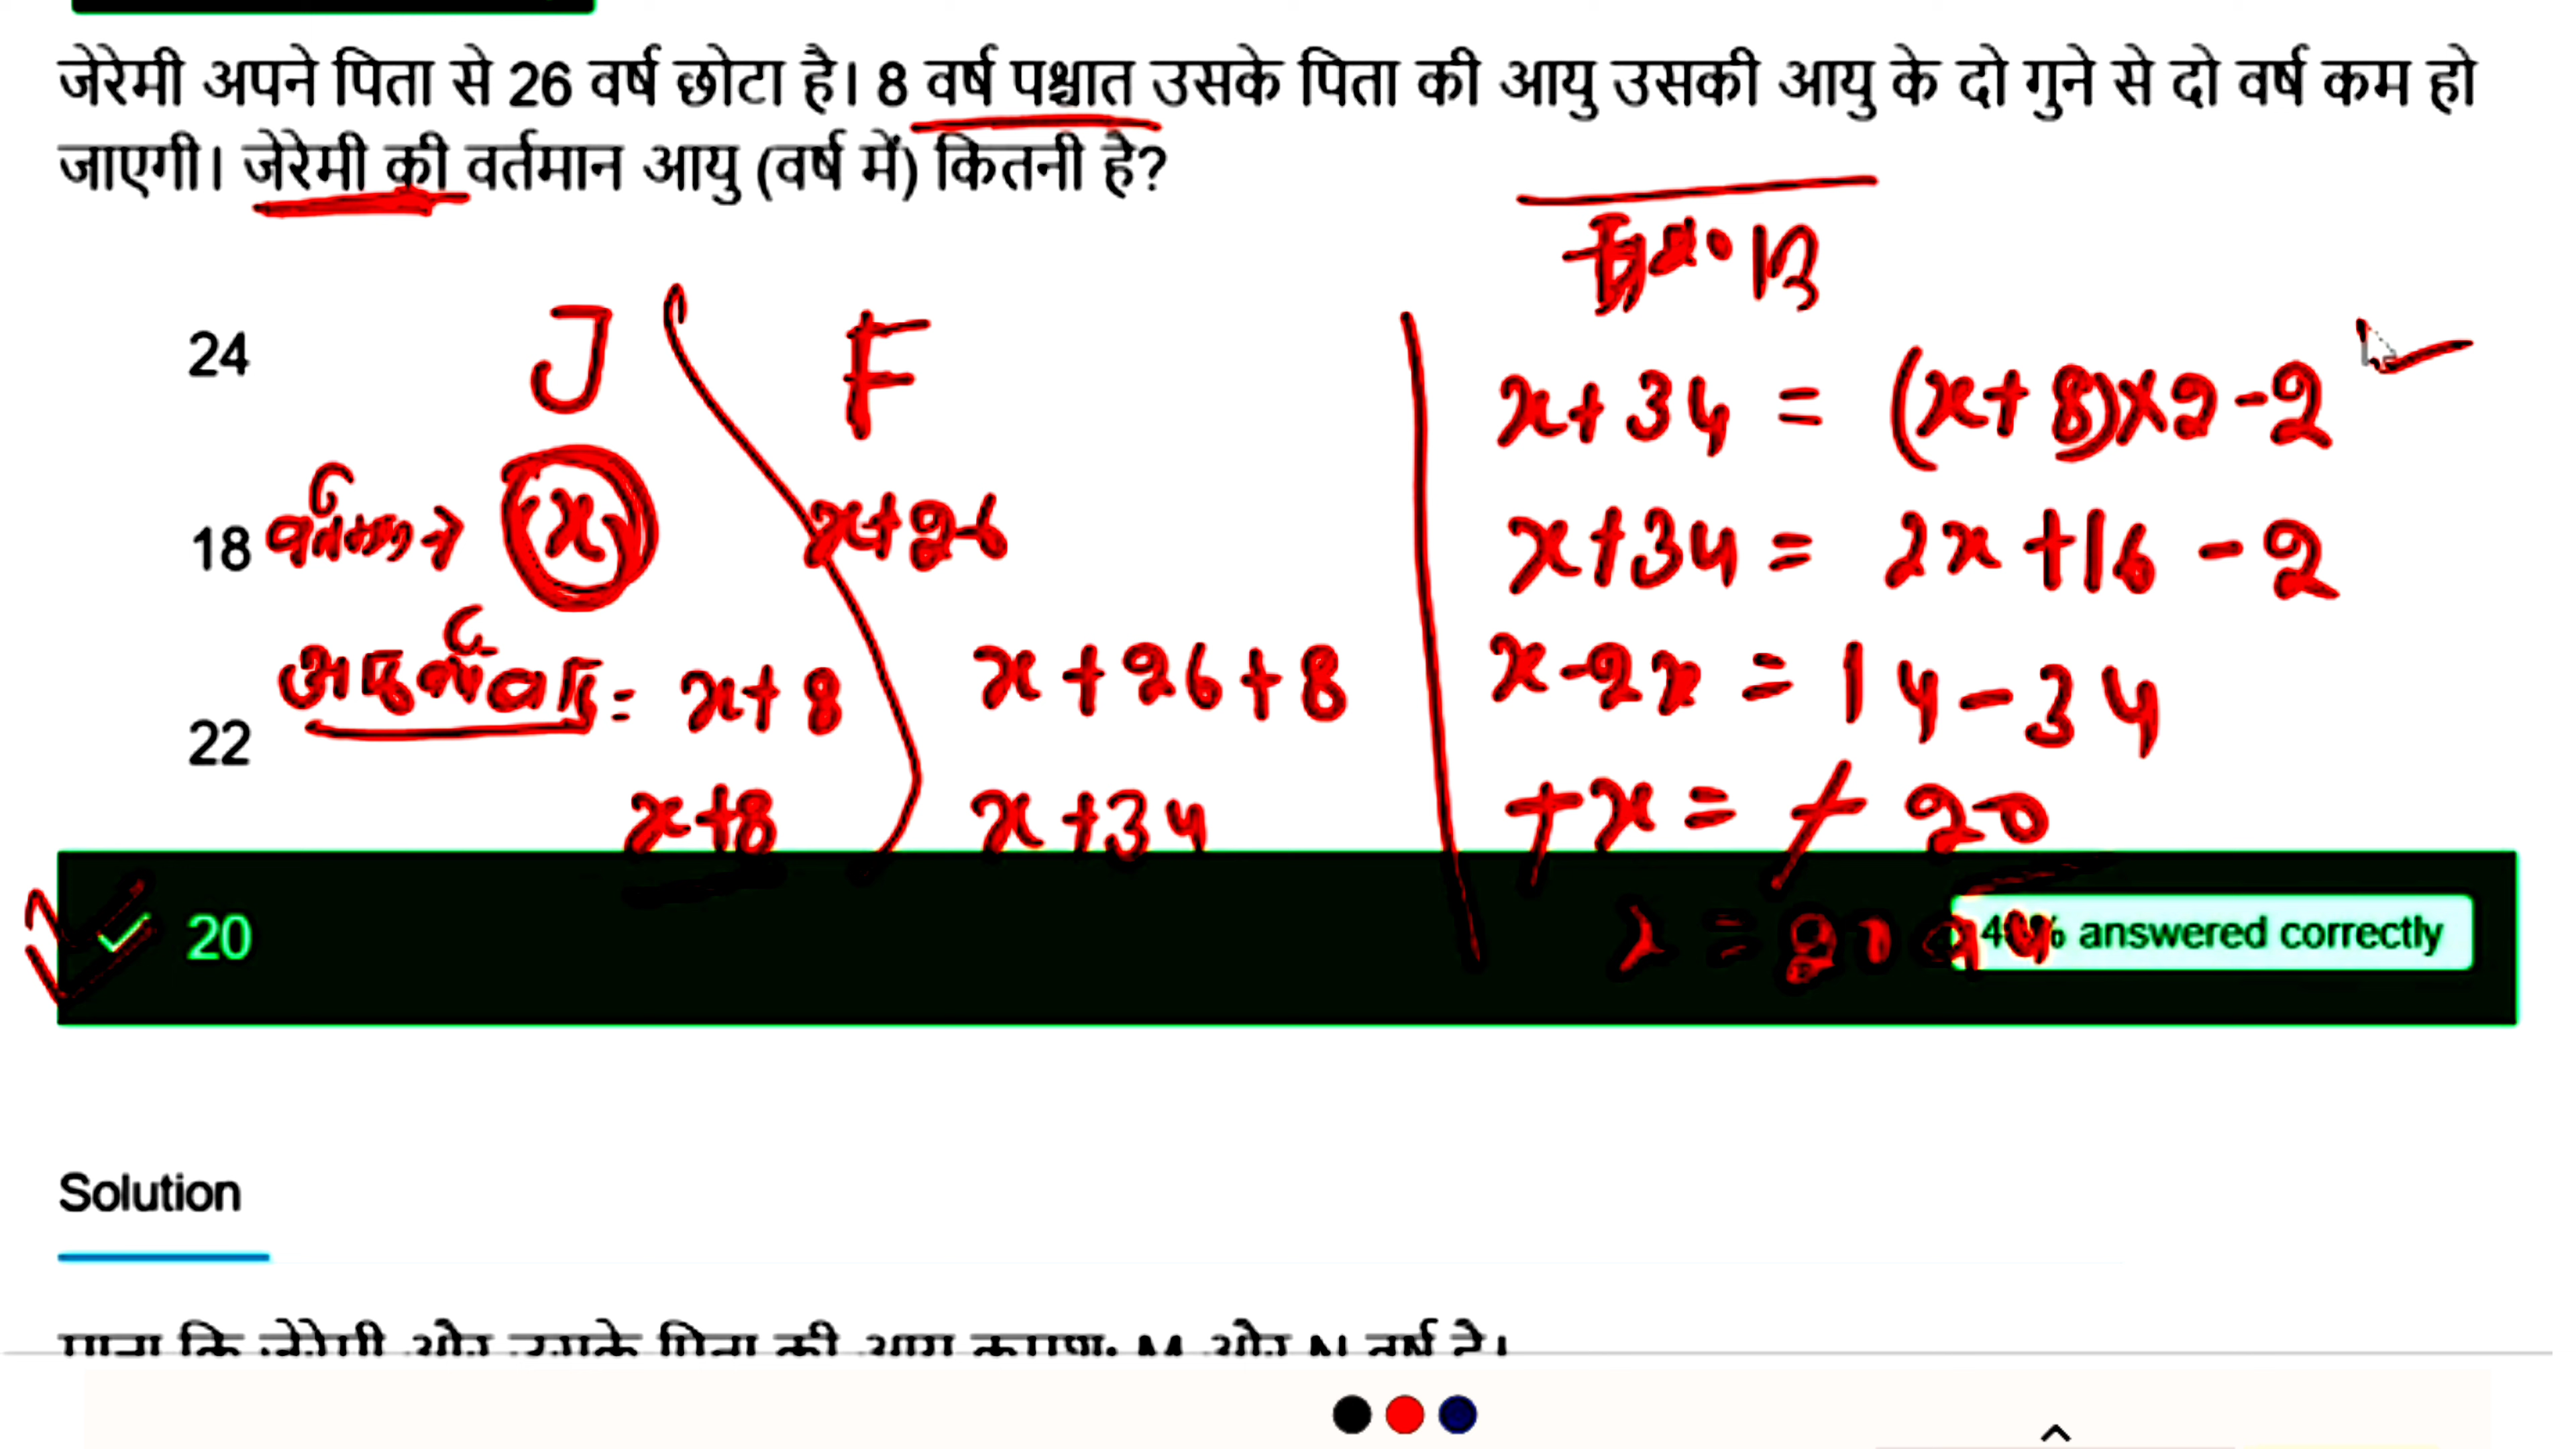 जेरेमी अपने पिता से 26 वर्ष छोटा है। 8 वर्ष पश्चात उसके पिता की आयु उसकी आयु के दो गुने से दो वर्ष कम हो
जाएगी। जेरेमी की वर्तमान आयु (वर्ष में) कितनी है?
24
J
F
x+34 = (x+8)×2-2
18
x
x+26
x+34 = 2x+16-2
22
= x+8
x+26+8
x-2x = 14-34
x+8
x+34
x = 20
20
answered correctly
Solution